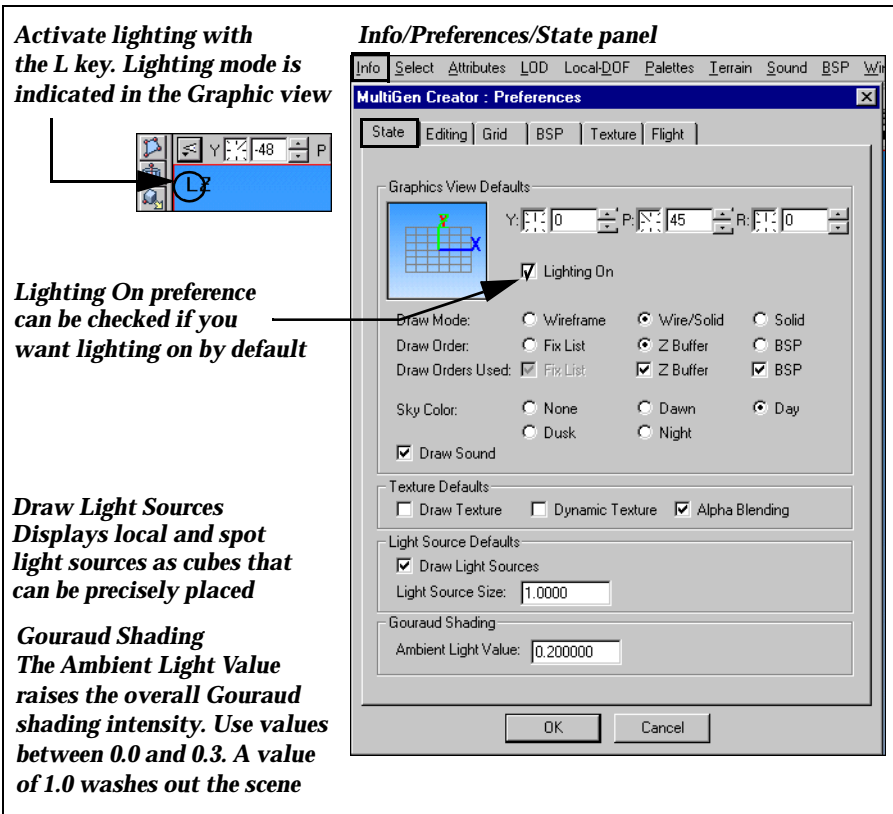 Activate lighting with
the L key. Lighting mode is
indicated in the Graphic view
Y -48 P
LZ
Lighting On preference
can be checked if you
want lighting on by default
Draw Light Sources
Displays local and spot
light sources as cubes that
can be precisely placed
Gouraud Shading
The Ambient Light Value
raises the overall Gouraud
shading intensity. Use values
between 0.0 and 0.3. A value
of 1.0 washes out the scene
Info/Preferences/State panel
Info Select Attributes LOD Local-DOF Palettes Terrain Sound BSP Wi
MultiGen Creator : Preferences
State Editing Grid BSP Texture Flight
Graphics View Defaults
Y X
Y: 0 P: 45 R: 0
Lighting On
Draw Mode: Wireframe Wire/Solid Solid
Draw Order: Fix List Z Buffer BSP
Draw Orders Used: Fix List Z Buffer BSP
Sky Color: None Dawn Day
Dusk Night
Draw Sound
Texture Defaults
Draw Texture Dynamic Texture Alpha Blending
Light Source Defaults
Draw Light Sources
Light Source Size: 1.0000
Gouraud Shading
Ambient Light Value: 0.200000
OK Cancel